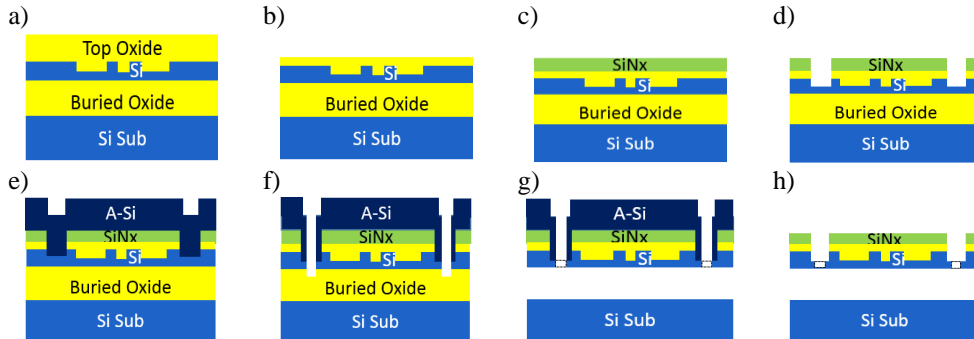 a)
Top Oxide
Si
Buried Oxide
Si Sub
b)
Si
Buried Oxide
Si Sub
c)
SiNx
Si
Buried Oxide
Si Sub
d)
SiNx
Si
Buried Oxide
Si Sub
e)
A-Si
SiNx
Si
Buried Oxide
Si Sub
f)
A-Si
SiNx
Si
Buried Oxide
Si Sub
g)
A-Si
SiNx
Si
Si Sub
h)
SiNx
Si
Si Sub